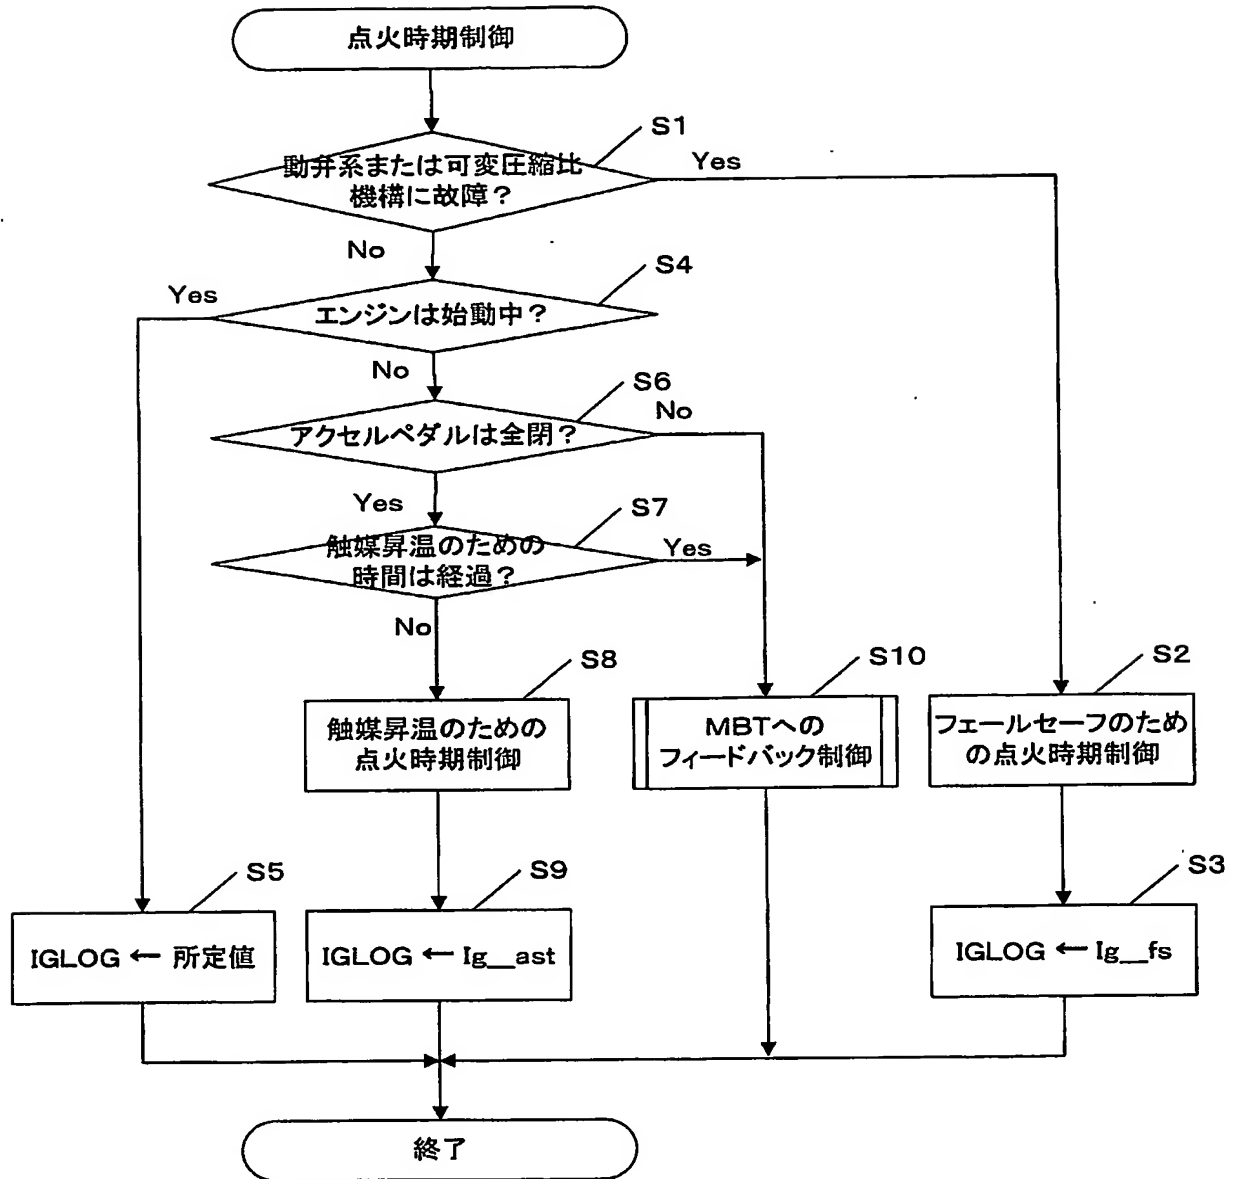 点火時期制御
S1
動弁系または可変圧縮比
機構に故障？
Yes
No
S4
Yes
エンジンは始動中？
No
S6
No
アクセルペダルは全閉？
Yes
S7
触媒昇温のための
時間は経過？
Yes
No
S8
触媒昇温のための
点火時期制御
S10
MBTへの
フィードバック制御
S2
フェールセーフのため
の点火時期制御
S5
IGLOG ← 所定値
S9
IGLOG ← Ig__ast
S3
IGLOG ← Ig__fs
終了